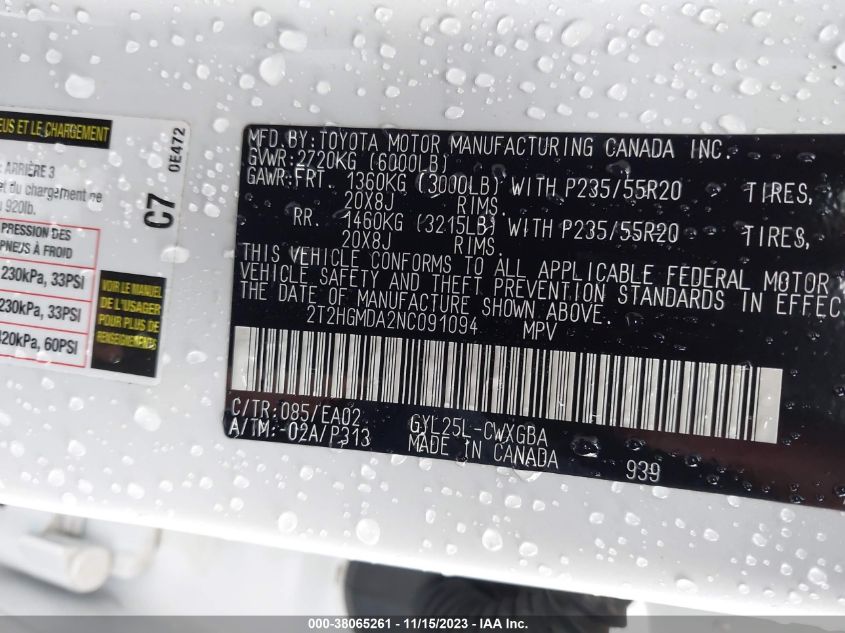 EUS ET LE CHARGEMENT
ARRIÈRE 3
el du chargement ne
920lb.
PRESSION DES
PNEUS À FROID
230kPa, 33PSI
230kPa, 33PSI
420kPa, 60PSI
VOIR LE MANUEL
DE L'USAGER
POUR PLUS DE
RENSEIGNEMENTS
C7
0E472
MFD. BY: TOYOTA MOTOR MANUFACTURING CANADA INC.
GVWR: 2720KG (6000LB)
GAWR: FRT. 1360KG (3000LB) WITH P235/55R20 TIRES,
20X8J RIMS.
RR. 1460KG (3215LB) WITH P235/55R20 TIRES,
20X8J RIMS.
THIS VEHICLE CONFORMS TO ALL APPLICABLE FEDERAL MOTOR
VEHICLE SAFETY AND THEFT PREVENTION STANDARDS IN EFFEC
THE DATE OF MANUFACTURE SHOWN ABOVE.
2T2HGMDA2NC091094 MPV
C/TR: 085/EA02
A/TM: -02A/P313
GYL25L-CWXGBA
MADE IN CANADA
939
000-38065261 - 11/15/2023 - IAA Inc.